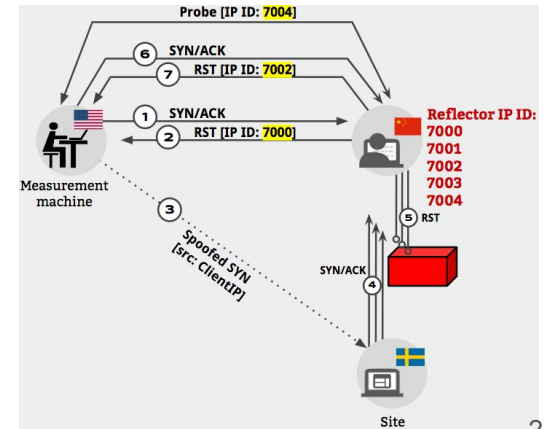 Probe [IP ID: 7004]
6 SYN/ACK
7 RST [IP ID: 7002]
1 SYN/ACK
2 RST [IP ID: 7000]
Reflector IP ID:
7000
7001
7002
7003
7004
Measurement
machine
3
Spoofed SYN
[src: ClientIP]
5 RST
SYN/ACK
4
Site